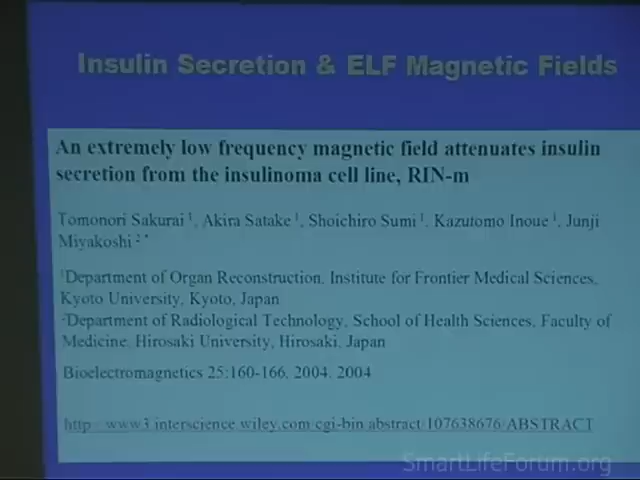 Insulin Secretion & ELF Magnetic Fields
An extremely low frequency magnetic field attenuates insulin
secretion from the insulinoma cell line, RIN-m
Tomonori Sakurai 1, Akira Satake 1, Shoichiro Sumi 1, Kazutomo Inoue 1, Junji
Miyakoshi 2 *
1Department of Organ Reconstruction, Institute for Frontier Medical Sciences,
Kyoto University, Kyoto, Japan
2Department of Radiological Technology, School of Health Sciences, Faculty of
Medicine, Hirosaki University, Hirosaki, Japan
Bioelectromagnetics 25:160-166, 2004, 2004
http://www3.interscience.wiley.com/cgi-bin/abstract/107638676/ABSTRACT
SmartLifeForum.org